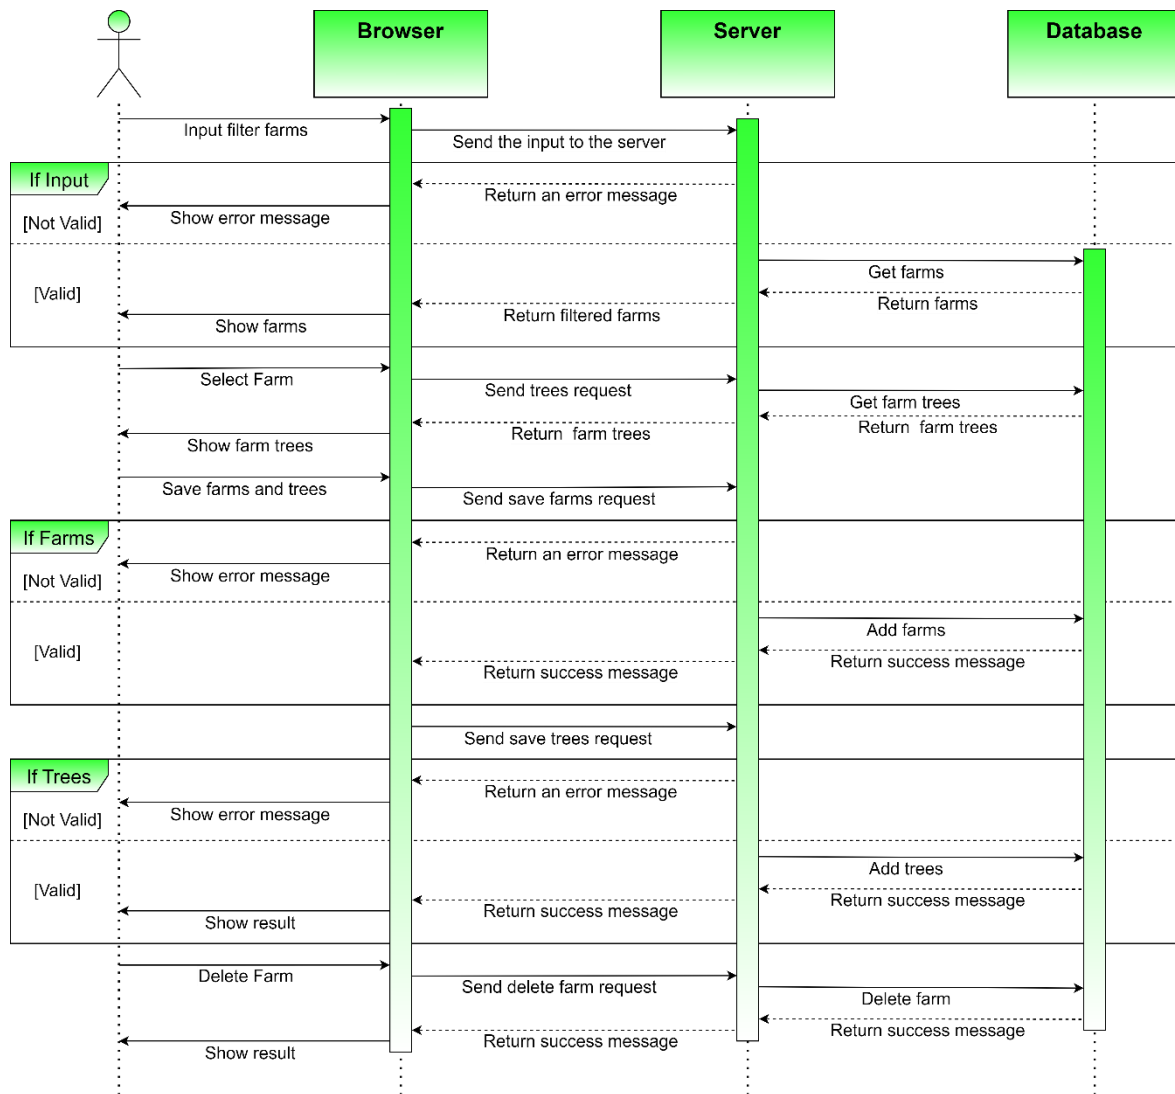 Browser
Server
Database
Input filter farms
Send the input to the server
If Input
Return an error message
[Not Valid]
Show error message
Get farms
[Valid]
Return farms
Return filtered farms
Show farms
Select Farm
Send trees request
Get farm trees
Return farm trees
Return farm trees
Show farm trees
Save farms and trees
Send save farms request
If Farms
Return an error message
[Not Valid]
Show error message
Add farms
[Valid]
Return success message
Return success message
Send save trees request
If Trees
Return an error message
[Not Valid]
Show error message
Add trees
[Valid]
Return success message
Return success message
Show result
Delete Farm
Send delete farm request
Delete farm
Return success message
Return success message
Show result